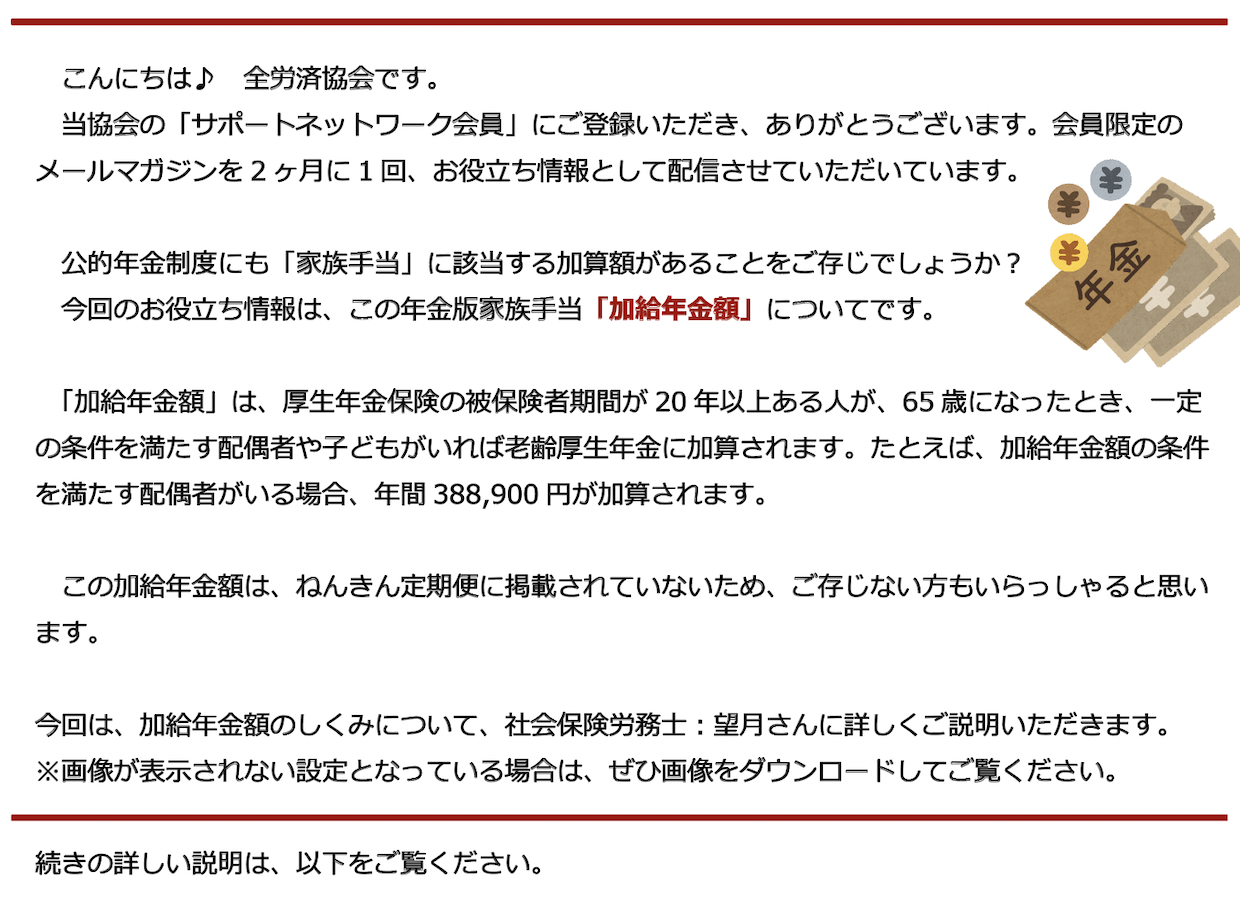 こんにちは♪　全労済協会です。
当協会の「サポートネットワーク会員」にご登録いただき、ありがとうございます。会員限定の
メールマガジンを２ヶ月に１回、お役立ち情報として配信させていただいています。
公的年金制度にも「家族手当」に該当する加算額があることをご存じでしょうか？
今回のお役立ち情報は、この年金版家族手当「加給年金額」についてです。
¥
¥
¥
年金
「加給年金額」は、厚生年金保険の被保険者期間が 20 年以上ある人が、65 歳になったとき、一定
の条件を満たす配偶者や子どもがいれば老齢厚生年金に加算されます。たとえば、加給年金額の条件
を満たす配偶者がいる場合、年間 388,900 円が加算されます。
この加給年金額は、ねんきん定期便に掲載されていないため、ご存じない方もいらっしゃると思い
ます。
今回は、加給年金額のしくみについて、社会保険労務士：望月さんに詳しくご説明いただきます。
※画像が表示されない設定となっている場合は、ぜひ画像をダウンロードしてご覧ください。
続きの詳しい説明は、以下をご覧ください。